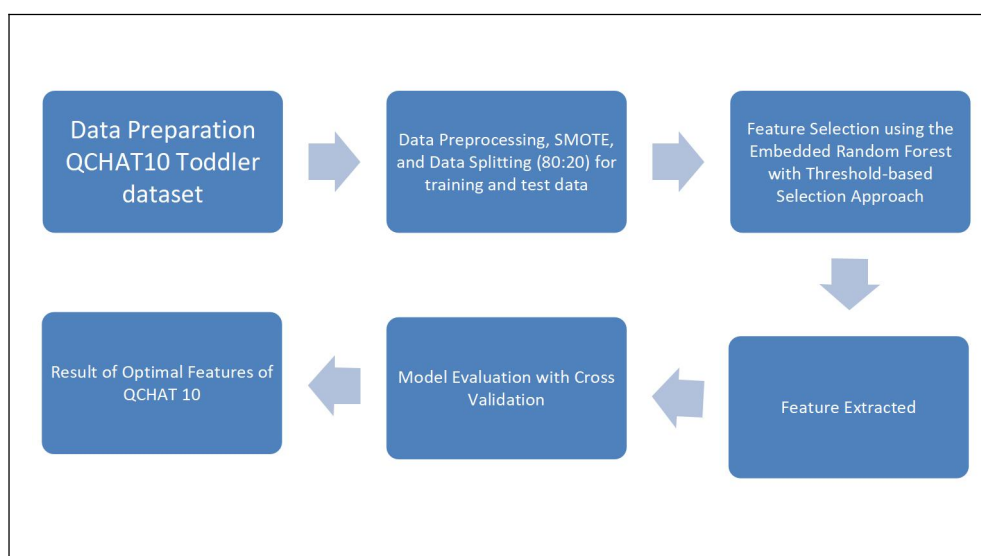 Data Preparation
QCHAT10 Toddler
dataset
Data Preprocessing, SMOTE,
and Data Splitting (80:20) for
training and test data
Feature Selection using the
Embedded Random Forest
with Threshold-based
Selection Approach
Feature Extracted
Model Evaluation with Cross
Validation
Result of Optimal Features of
QCHAT 10